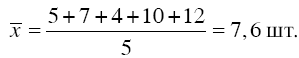 x̄ = (5 + 7 + 4 + 10 + 12) / 5 = 7,6 шт.